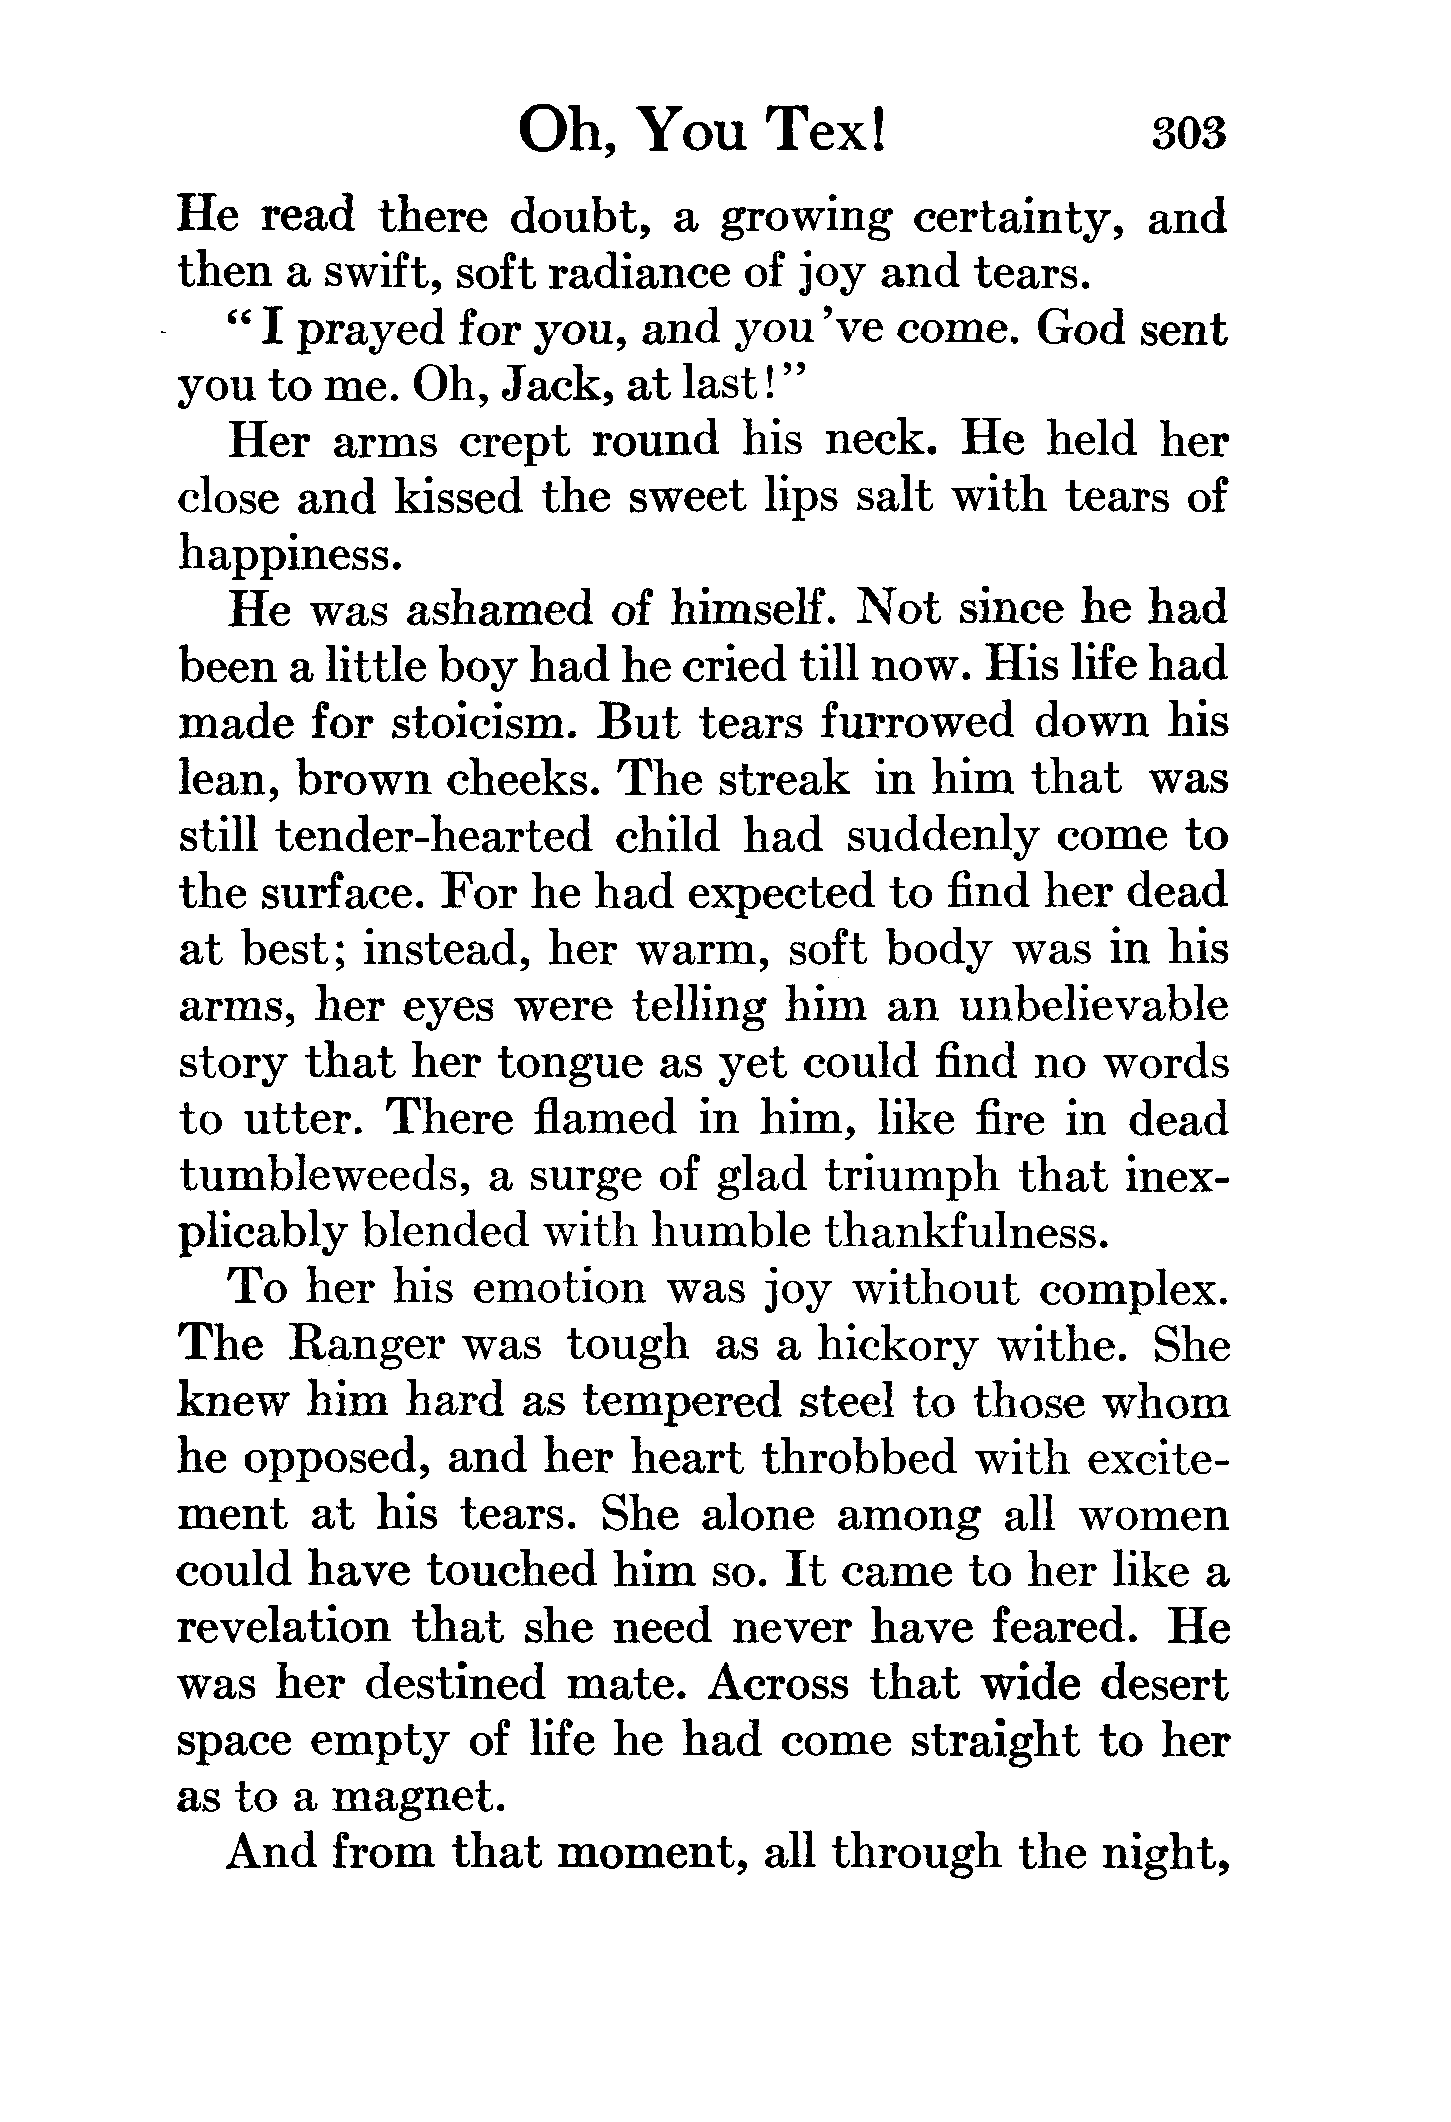 Oh, You Tex! 303
He read there doubt, a growing certainty, and
then a swift, soft radiance of joy and tears.
“I prayed for you, and you've come. God sent
you to me. Oh, Jack, at last!”
Her arms crept round his neck. He held her
close and kissed the sweet lips salt with tears of
happiness.
He was ashamed of himself. Not since he had
been a little boy had he cried till now. His life had
made for stoicism. But tears furrowed down his
lean, brown cheeks. The streak in him that was
still tender-hearted child had suddenly come to
the surface. For he had expected to find her dead
at best; instead, her warm, soft body was in his
arms, her eyes were telling him an unbelievable
story that her tongue as yet could find no words
to utter. There flamed in him, like fire in dead
tumbleweeds, a surge of glad triumph that inex-
plicably blended with humble thankfulness.
To her his emotion was joy without complex.
The Ranger was tough as a hickory withe. She
knew him hard as tempered steel to those whom
he opposed, and her heart throbbed with excite-
ment at his tears. She alone among all women
could have touched him so. It came to her like a
revelation that she need never have feared. He
was her destined mate. Across that wide desert
space empty of life he had come straight to her
as to a magnet.
And from that moment, all through the night,